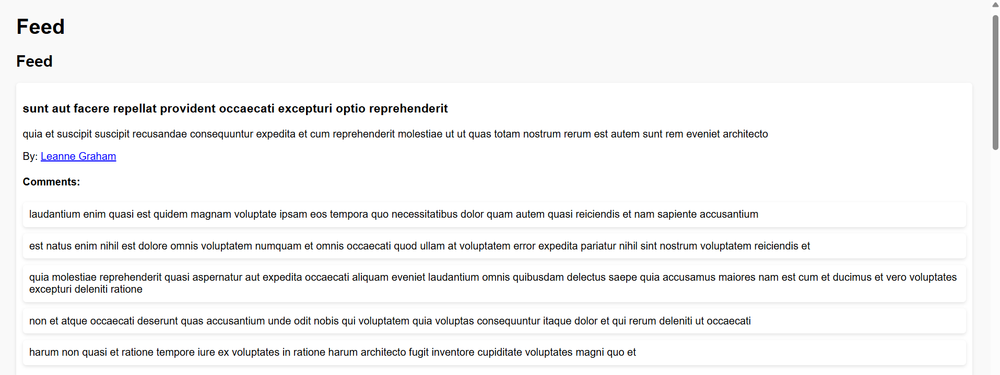 Feed
Feed
sunt aut facere repellat provident occaecati excepturi optio reprehenderit
quia et suscipit suscipit recusandae consequuntur expedita et cum reprehenderit molestiae ut ut quas totam nostrum rerum est autem sunt rem eveniet architecto
By: Leanne Graham
Comments:
laudantium enim quasi est quidem magnam voluptate ipsam eos tempora quo necessitatibus dolor quam autem quasi reiciendis et nam sapiente accusantium
est natus enim nihil est dolore omnis voluptatem numquam et omnis occaecati quod ullam at voluptatem error expedita pariatur nihil sint nostrum voluptatem reiciendis et
quia molestiae reprehenderit quasi aspernatur aut expedita occaecati aliquam eveniet laudantium omnis quibusdam delectus saepe quia accusamus maiores nam est cum et ducimus et vero voluptates
excepturi deleniti ratione
non et atque occaecati deserunt quas accusantium unde odit nobis qui voluptatem quia voluptas consequuntur itaque dolor et qui rerum deleniti ut occaecati
harum non quasi et ratione tempore iure ex voluptates in ratione harum architecto fugit inventore cupiditate voluptates magni quo et